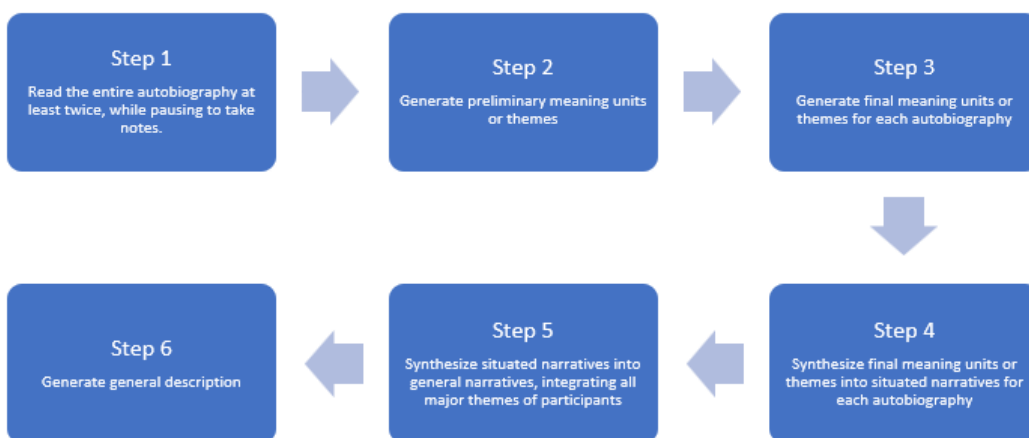 Step 1
Read the entire autobiography at
least twice, while pausing to take
notes.
Step 2
Generate preliminary meaning units
or themes
Step 3
Generate final meaning units or
themes for each autobiography
Step 4
Synthesize final meaning units or
themes into situated narratives for
each autobiography
Step 5
Synthesize situated narratives into
general narratives, integrating all
major themes of participants
Step 6
Generate general description